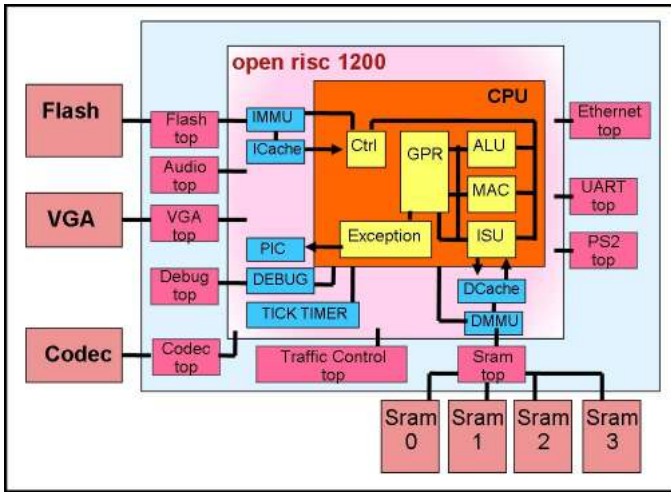 open risc 1200
CPU
Flash
Flash
top
IMMU
ICache
Ctrl
GPR
ALU
Ethernet
top
Audio
top
MAC
UART
top
VGA
VGA
top
Exception
ISU
PIC
PS2
top
Debug
top
DEBUG
DCache
TICK TIMER
DMMU
Codec
Codec
top
Traffic Control
top
Sram
top
Sram
0
Sram
1
Sram
2
Sram
3